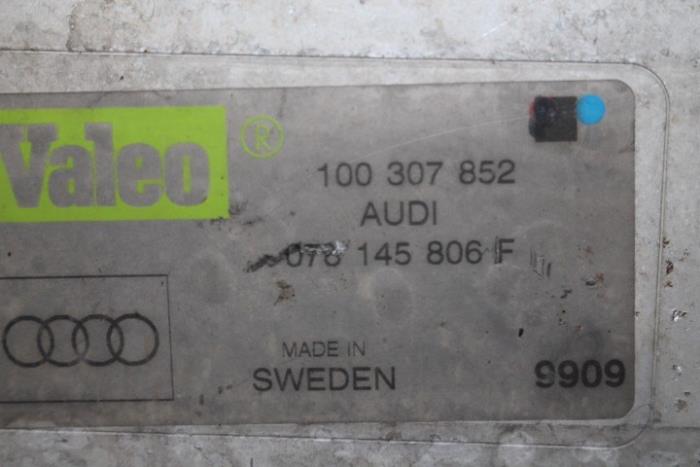 Valeo ®
100 307 852
AUDI
078 145 806 F
MADE IN
SWEDEN
9909